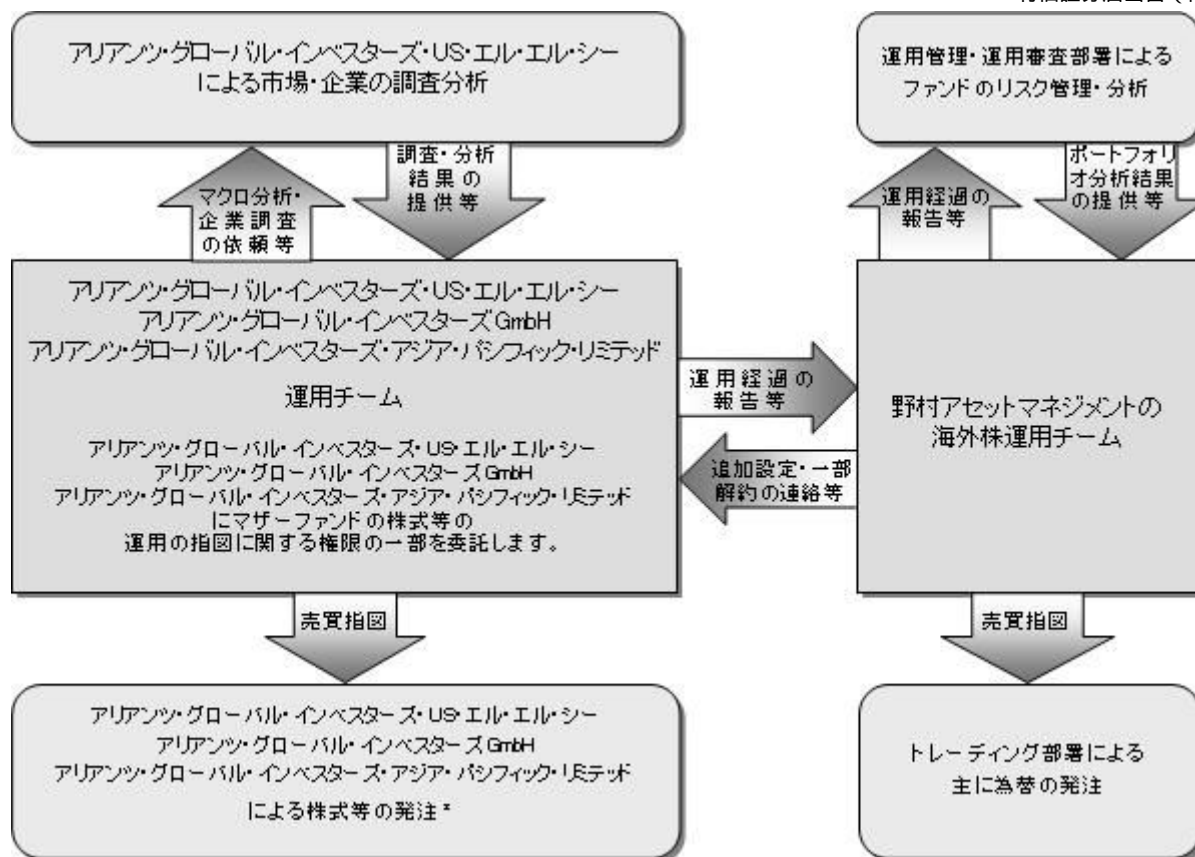 アリアンツ・グローバル・インベスターズ・US・エル・エル・シー
による市場・企業の調査分析
運用管理・運用審査部署による
ファンドのリスク管理・分析
マクロ分析・
企業調査
の依頼等
調査・分析
結果の
提供等
運用経過の
報告等
ポートフォリ
オ分析結果
の提供等
アリアンツ・グローバル・インベスターズ・US・エル・エル・シー
アリアンツ・グローバル・インベスターズGmbH
アリアンツ・グローバル・インベスターズ・アジア・パシフィック・リミテッド
運用チーム
アリアンツ・グローバル・インベスターズ・US・エル・エル・シー
アリアンツ・グローバル・インベスターズGmbH
アリアンツ・グローバル・インベスターズ・アジア・パシフィック・リミテッド
にマザーファンドの株式等の
運用の指図に関する権限の一部を委託します。
運用経過の
報告等
追加設定・一部
解約の連絡等
野村アセットマネジメントの
海外株運用チーム
売買指図
売買指図
アリアンツ・グローバル・インベスターズ・US・エル・エル・シー
アリアンツ・グローバル・インベスターズGmbH
アリアンツ・グローバル・インベスターズ・アジア・パシフィック・リミテッド
による株式等の発注*
トレーディング部署による
主に為替の発注